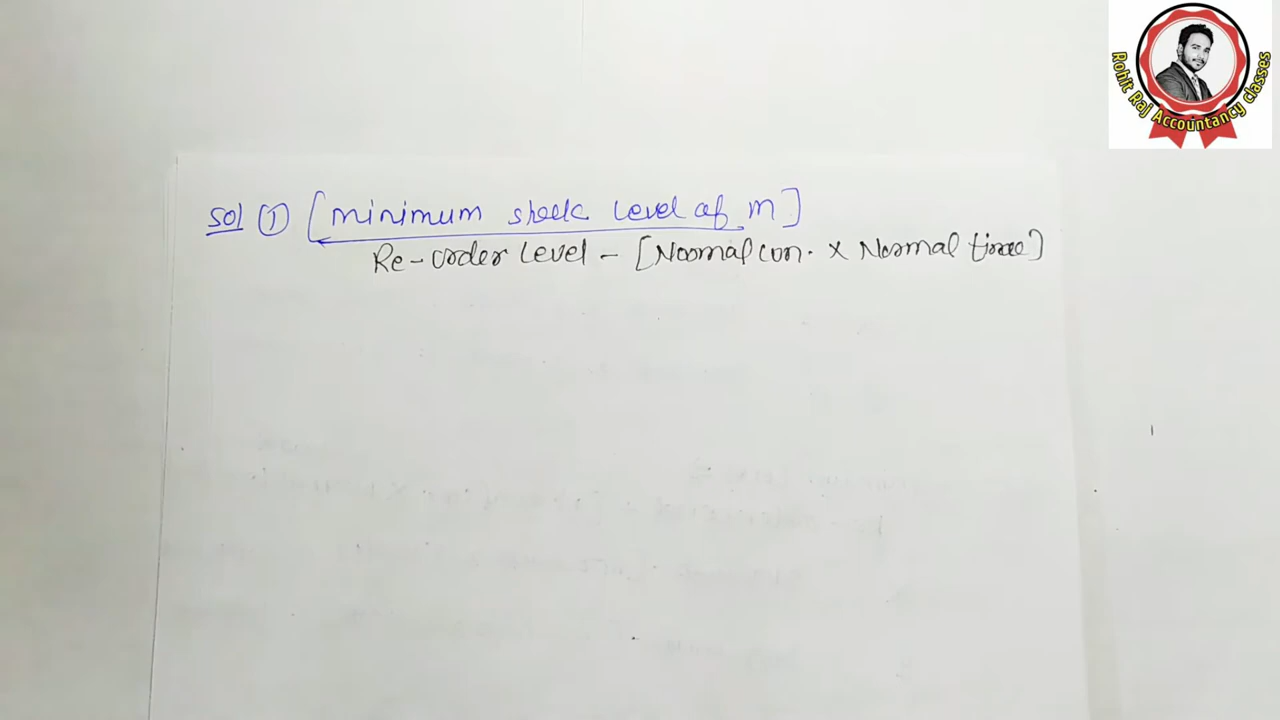 Rohit Raj Accountancy classes
Sol ① [minimum stock level of m]
Re-order Level - [Normal con. × Normal time]